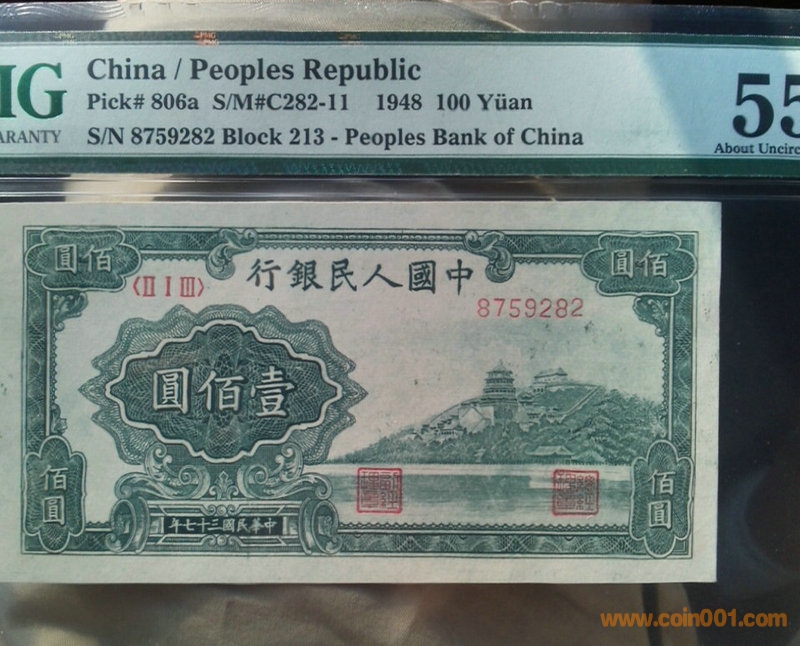 MG
ARANTY
China / Peoples Republic
Pick# 806a S/M#C282-11 1948 100 Yüan
S/N 8759282 Block 213 - Peoples Bank of China
55
About Uncirc
佰圓
中國人民銀行
佰圓
〈II I III〉
8759282
壹佰圓
佰圓
佰圓
中華民國三十七年
www.coin001.com